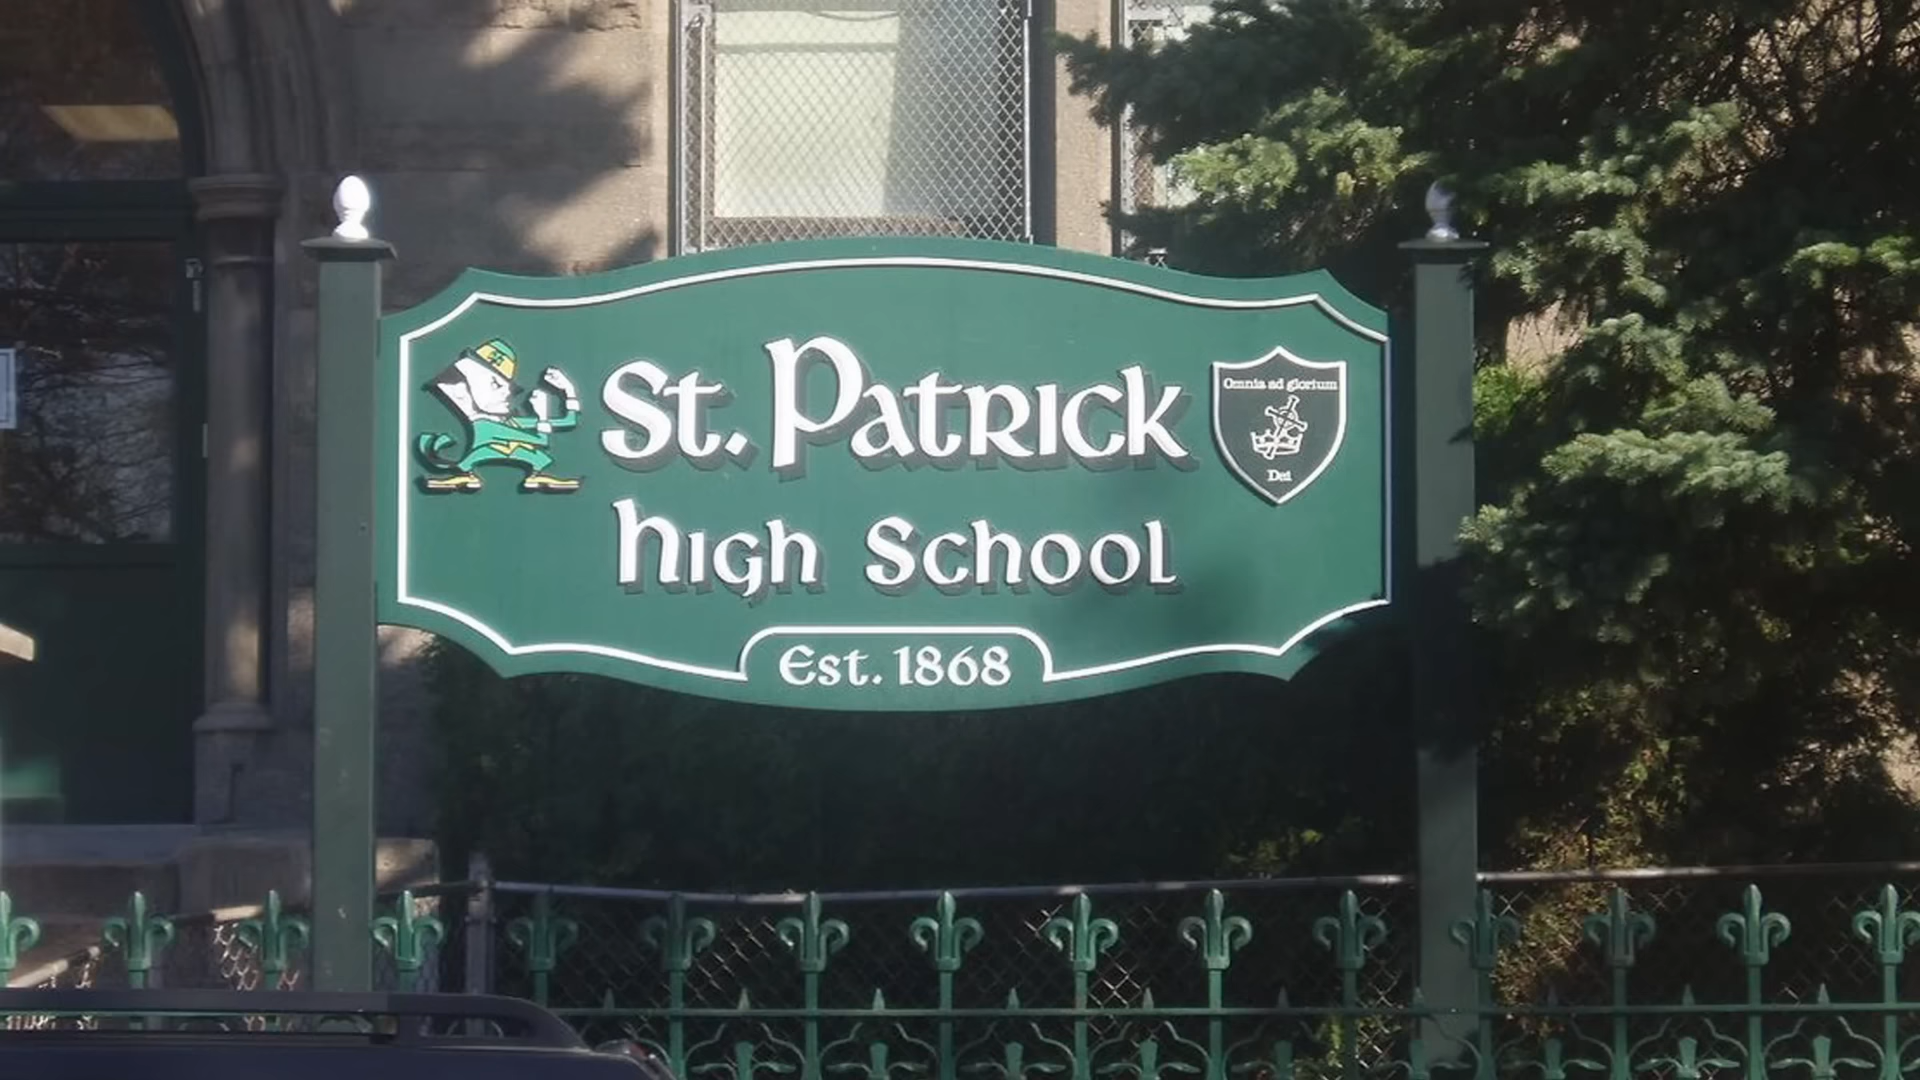 St. Patrick
High School
Est. 1868
Omnia ad glorium
Dei